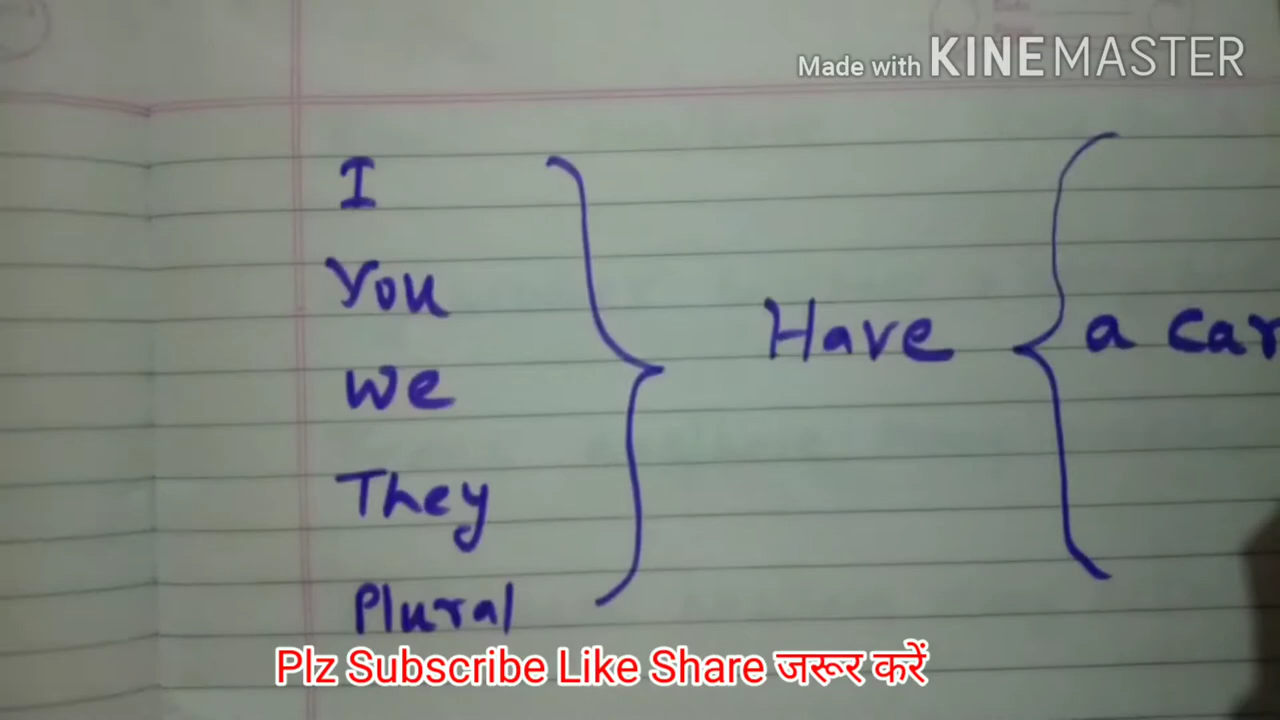 Made with KINEMASTER
I
You
We
They
Plural
Have
a car
Plz Subscribe Like Share जरूर करें